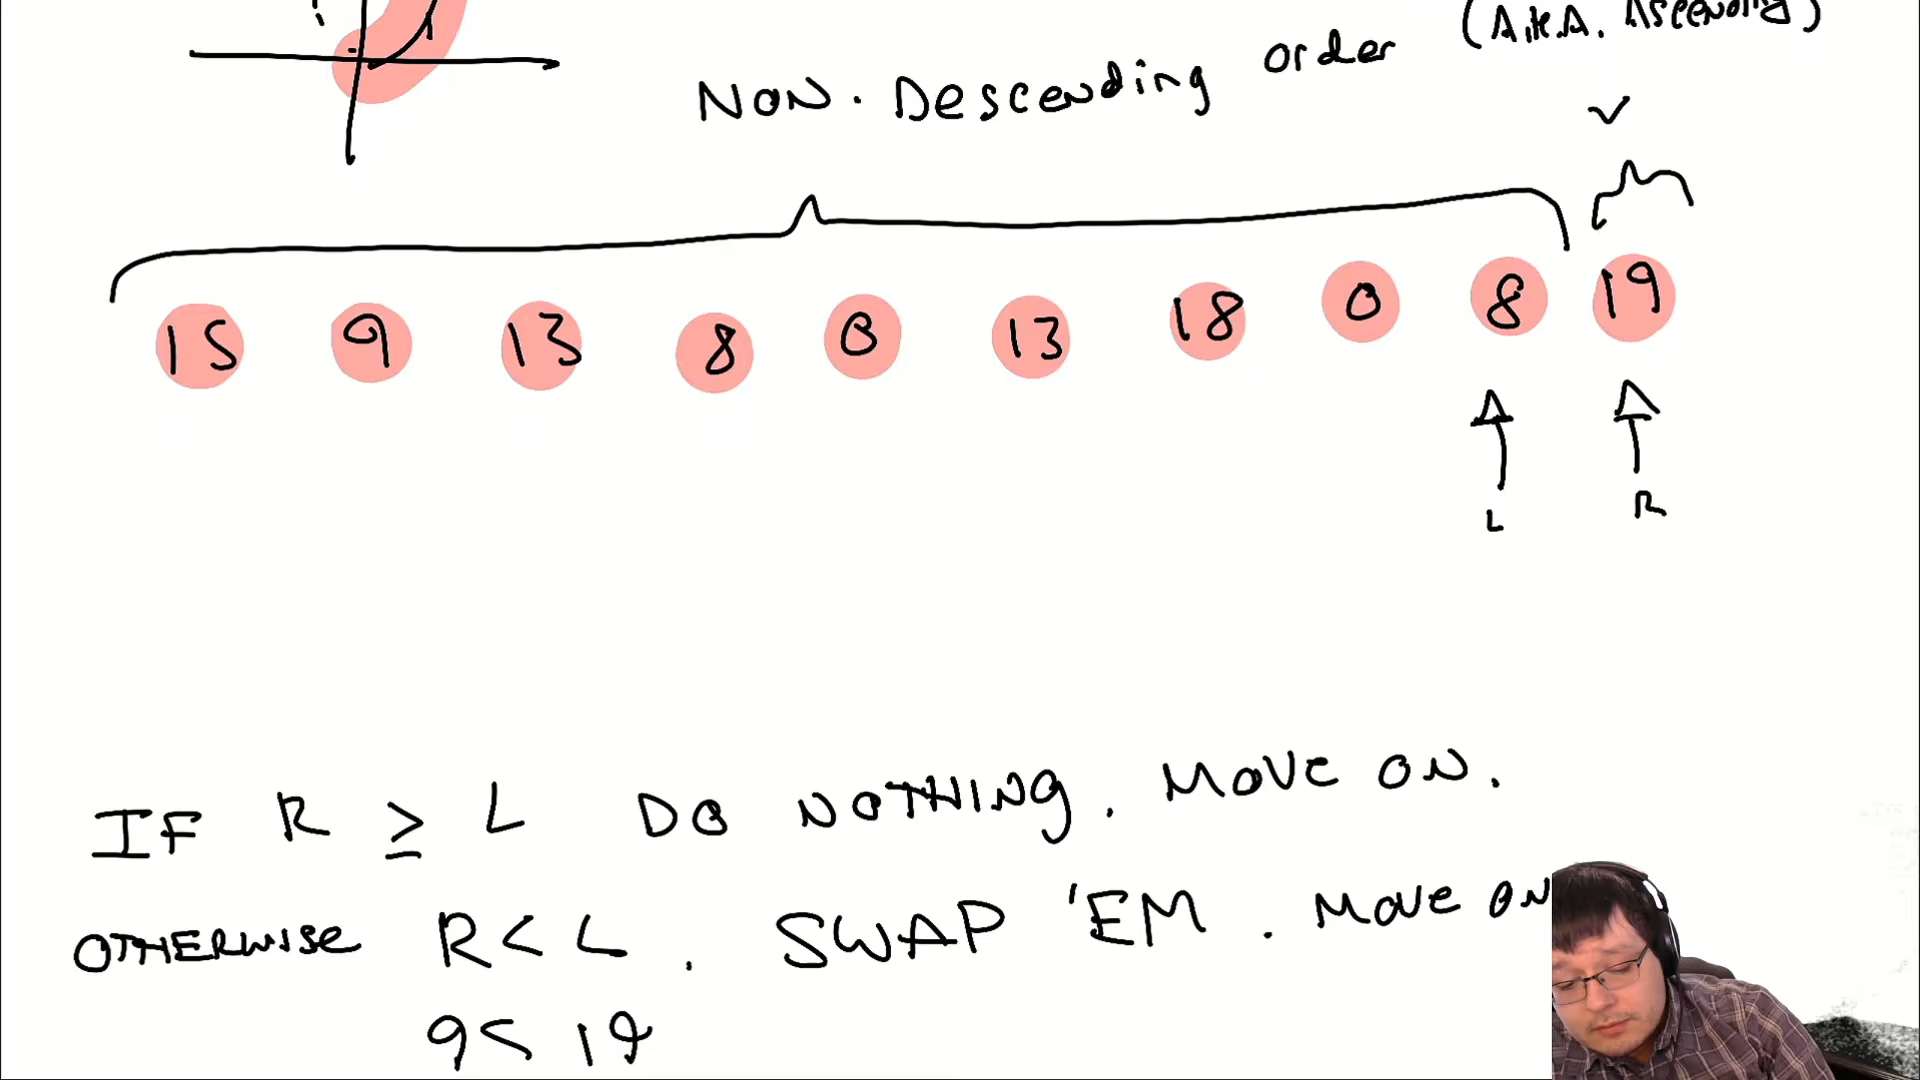 (A.K.A. Ascending)
NON. Descending order
15 9 13 8 0 13 18 0 8 19
L R
IF R ≥ L DO NOTHING. MOVE ON.
OTHERWISE R < L. SWAP 'EM. MOVE ON
9 < 19